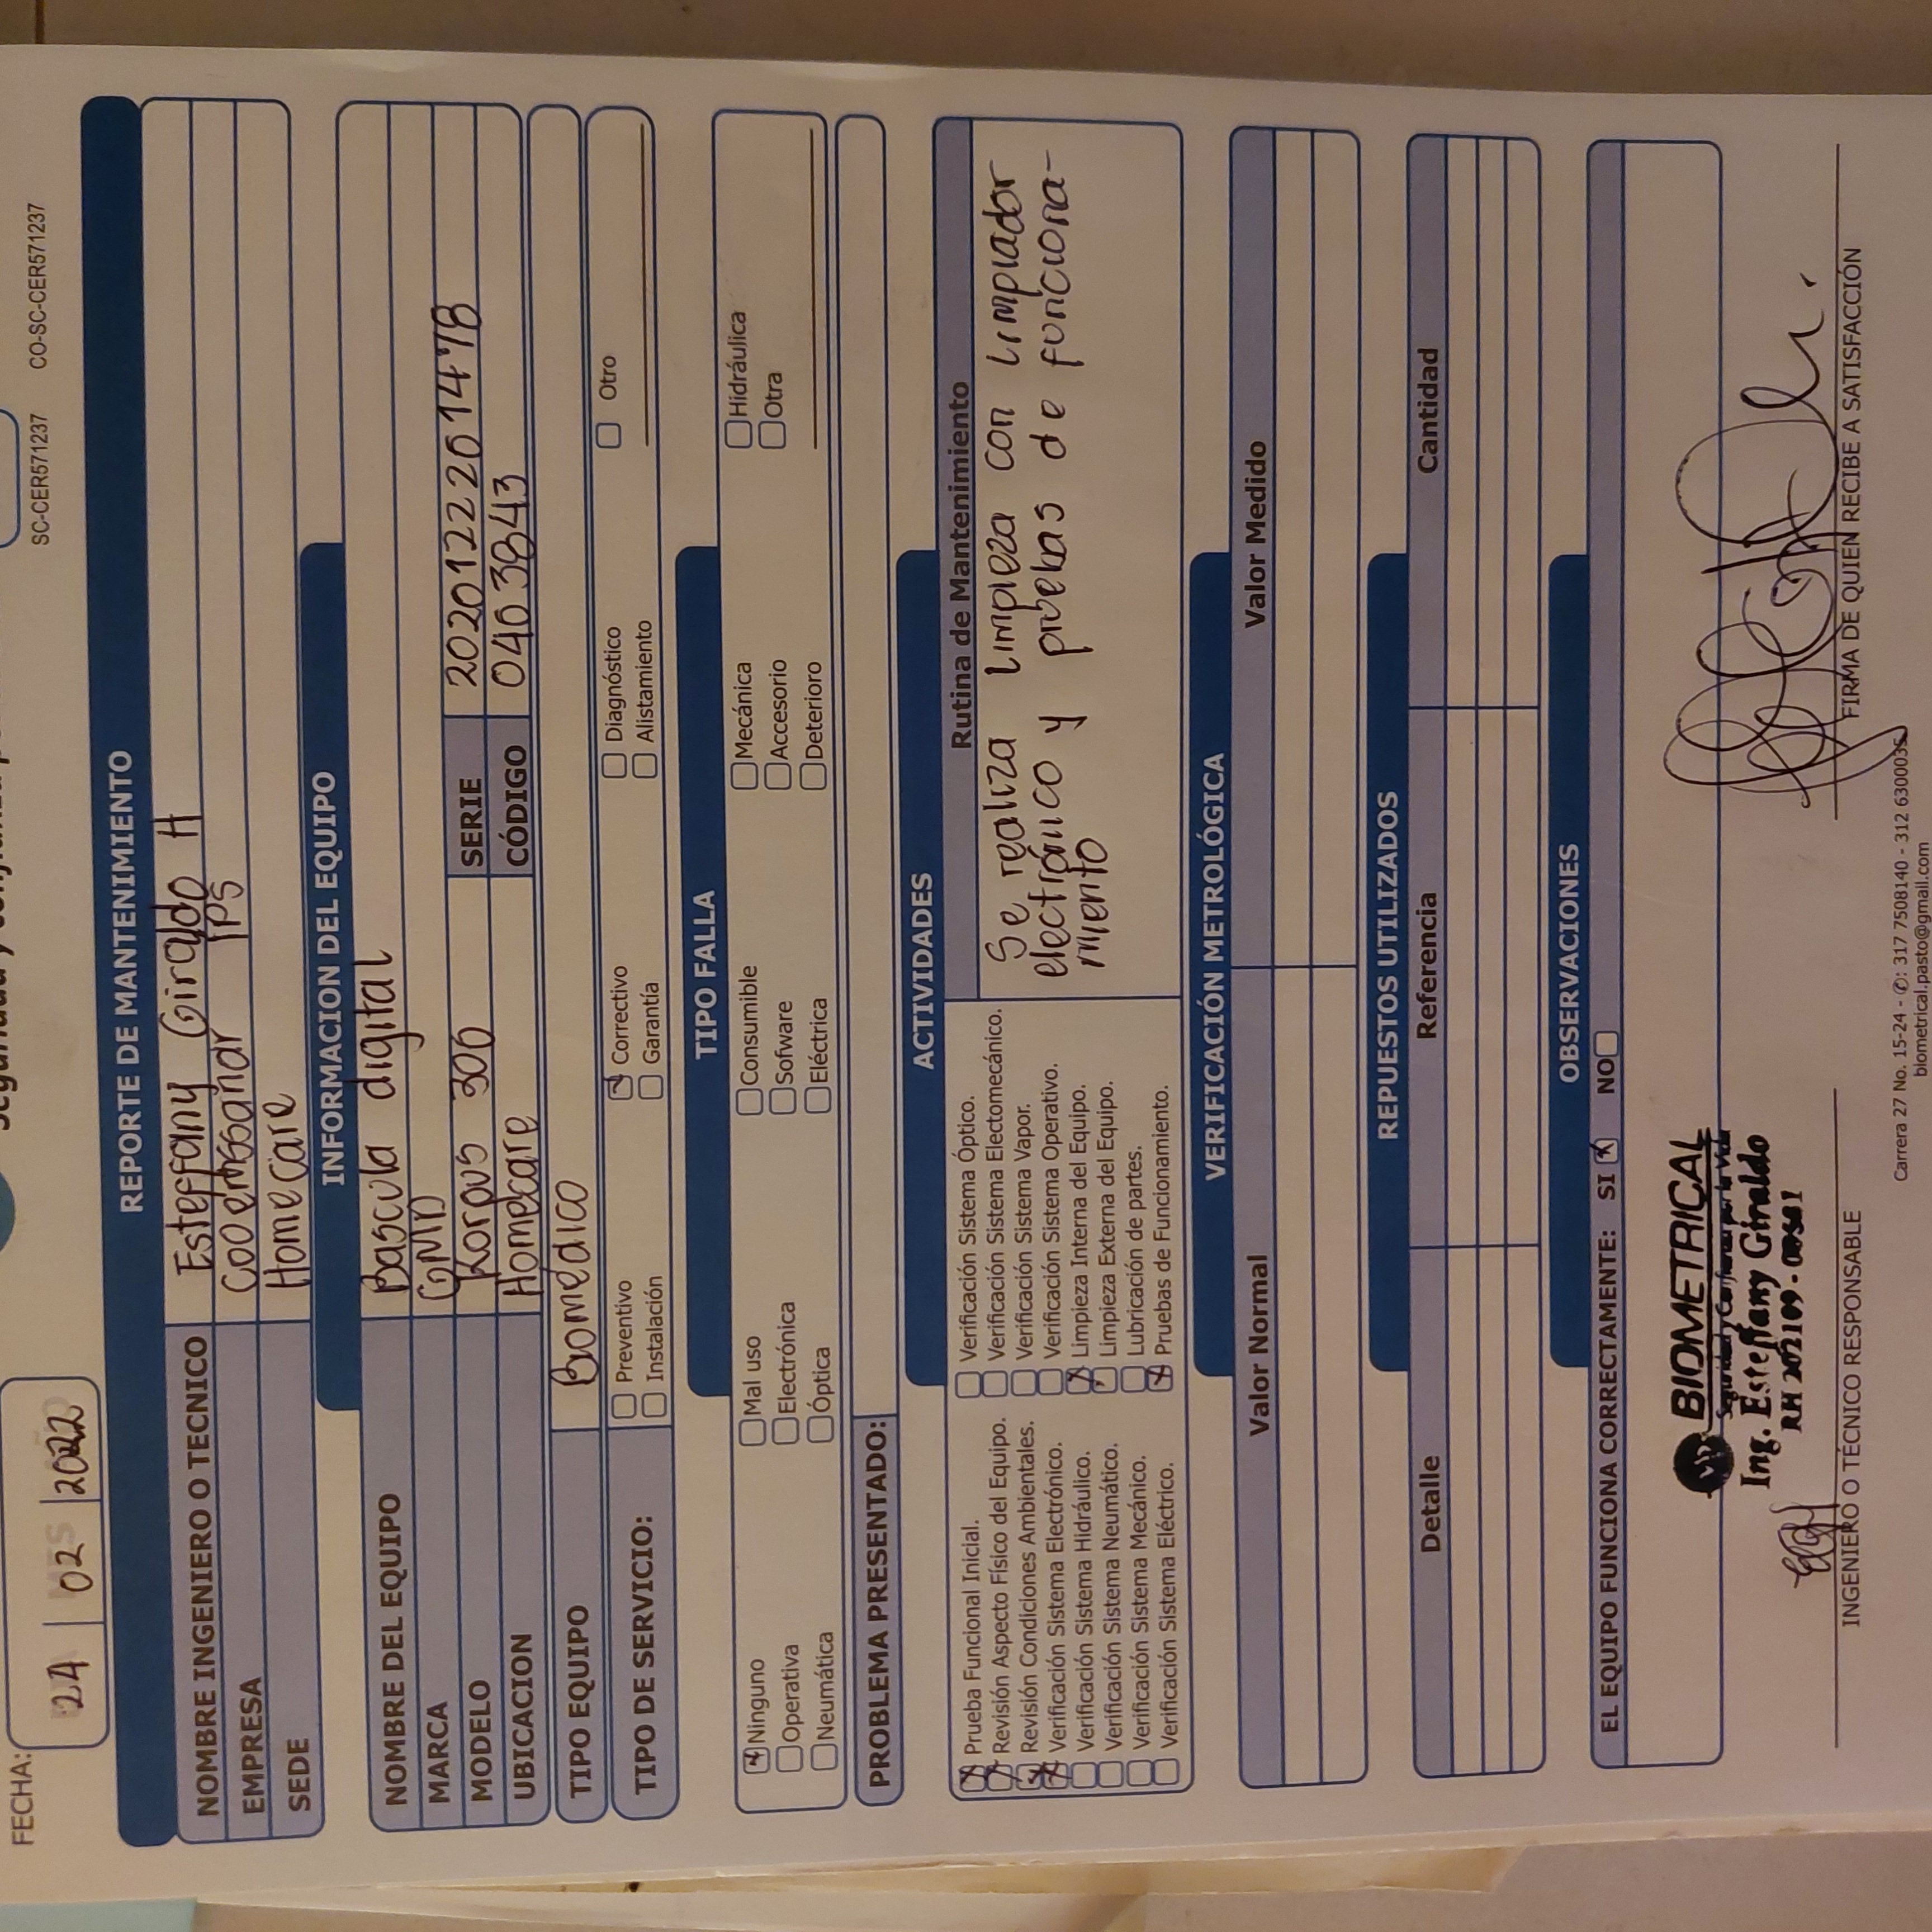 FECHA:
24 02 2022
SC-CER571237 CO-SC-CER571237
REPORTE DE MANTENIMIENTO
NOMBRE INGENIERO O TECNICO Esteffany Giraldo H
EMPRESA Cooemssanar IPS
SEDE Homecare
INFORMACION DEL EQUIPO
NOMBRE DEL EQUIPO Bascula digital
MARCA GMD
MODELO Korpus 300 SERIE 20201222201478
UBICACION Homecare CÓDIGO 0403843
TIPO EQUIPO Biomédico
TIPO DE SERVICIO:
Preventivo Correctivo Diagnóstico Otro
Instalación Garantía Alistamiento
TIPO FALLA
Ninguno Mal uso Consumible Mecánica Hidráulica
Operativa Electrónica Sofware Accesorio Otra
Neumática Óptica Eléctrica Deterioro
PROBLEMA PRESENTADO:
ACTIVIDADES
Prueba Funcional Inicial.
Revisión Aspecto Físico del Equipo.
Revisión Condiciones Ambientales.
Verificación Sistema Electrónico.
Verificación Sistema Hidráulico.
Verificación Sistema Neumático.
Verificación Sistema Mecánico.
Verificación Sistema Eléctrico.
Verificación Sistema Óptico.
Verificación Sistema Electomecánico.
Verificación Sistema Vapor.
Verificación Sistema Operativo.
Limpieza Interna del Equipo.
Limpieza Externa del Equipo.
Lubricación de partes.
Pruebas de Funcionamiento.
Rutina de Mantenimiento
Se realiza limpieza con limpiador
electrónico y pruebas de funciona-
miento
VERIFICACIÓN METROLÓGICA
Valor Normal Valor Medido
REPUESTOS UTILIZADOS
Detalle Referencia Cantidad
OBSERVACIONES
EL EQUIPO FUNCIONA CORRECTAMENTE: SI NO
BIOMETRICAL
Seguridad y Confianza por la Vida
Ing. Esteffany Giraldo
RH 202109 -
EGH
INGENIERO O TÉCNICO RESPONSABLE
FIRMA DE QUIEN RECIBE A SATISFACCIÓN
Carrera 27 No. 15-24 - ✆: 317 7508140 - 312 6300035
biometrical.pasto@gmail.com